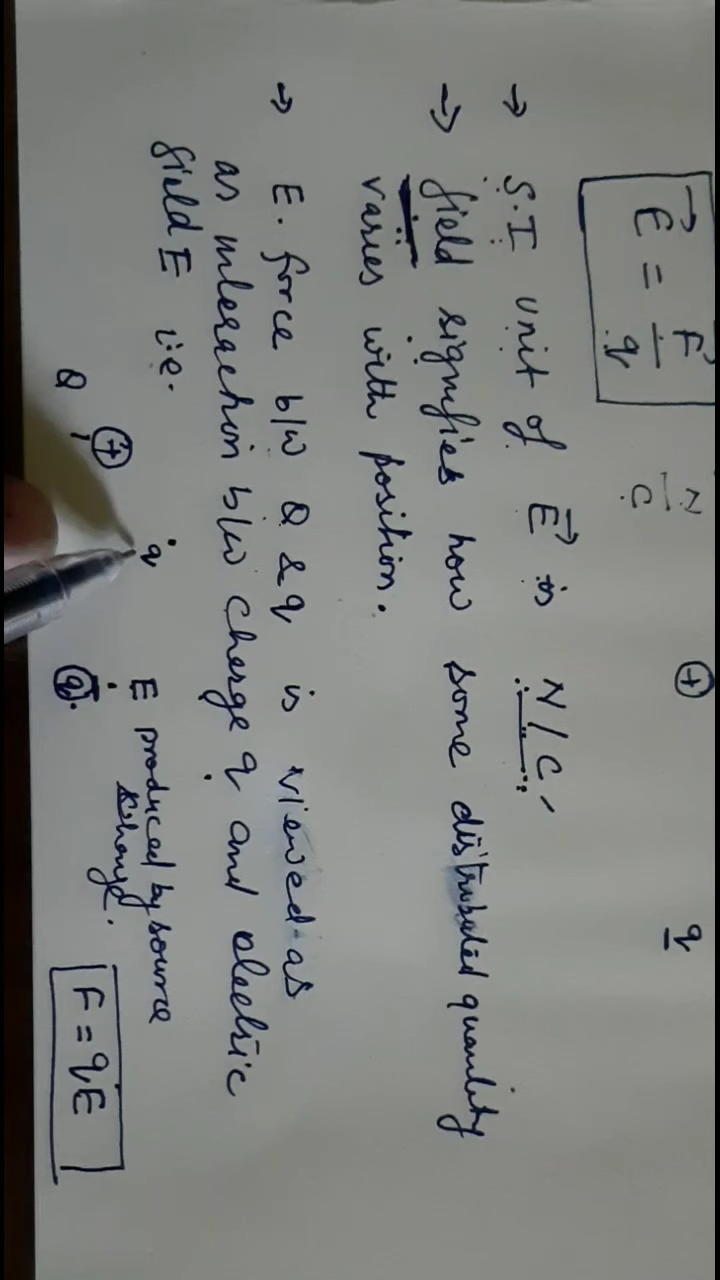 E⃗ = F⃗/q N/C ⊕ q
→ S.I unit of E⃗ is N/C,
→ field signifies how some distributed quantity
varies with position.
→ E. force b/w Q & q is viewed as
as interaction b/w charge q and electric
field E i.e.
⊕ q E produced by source
charge.
Q q F = qE